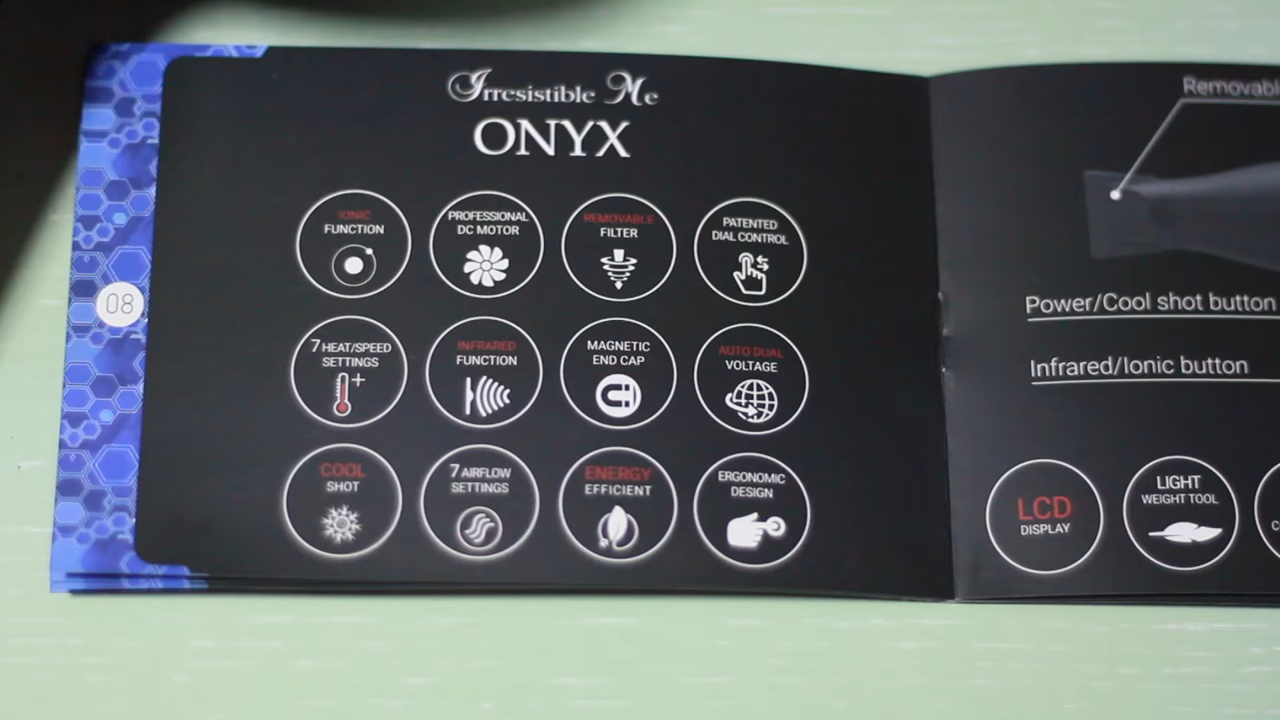 Irresistible Me
ONYX
IONIC
FUNCTION
PROFESSIONAL
DC MOTOR
REMOVABLE
FILTER
PATENTED
DIAL CONTROL
7 HEAT/SPEED
SETTINGS
INFRARED
FUNCTION
MAGNETIC
END CAP
AUTO DUAL
VOLTAGE
COOL
SHOT
7 AIRFLOW
SETTINGS
ENERGY
EFFICIENT
ERGONOMIC
DESIGN
08
Power/Cool shot button
Infrared/Ionic button
LCD
DISPLAY
LIGHT
WEIGHT TOOL